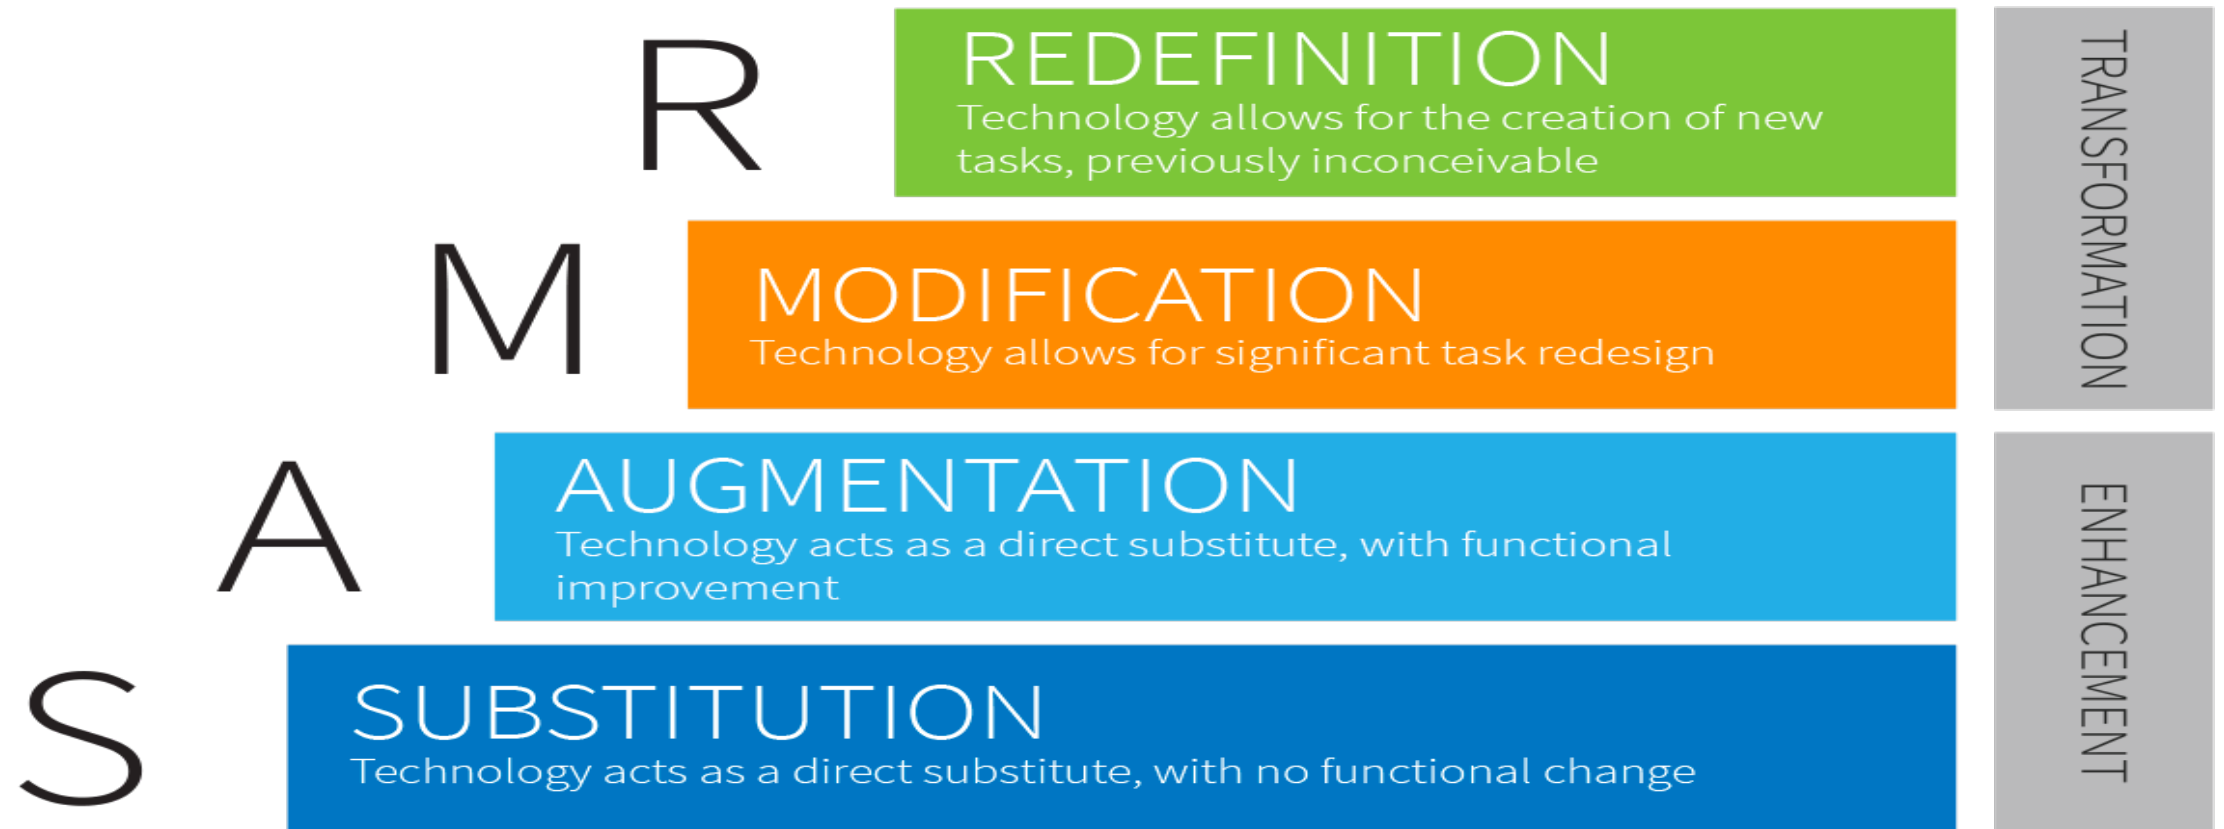 R
REDEFINITION
Technology allows for the creation of new
tasks, previously inconceivable
M
MODIFICATION
Technology allows for significant task redesign
TRANSFORMATION
A
AUGMENTATION
Technology acts as a direct substitute, with functional
improvement
S
SUBSTITUTION
Technology acts as a direct substitute, with no functional change
ENHANCEMENT